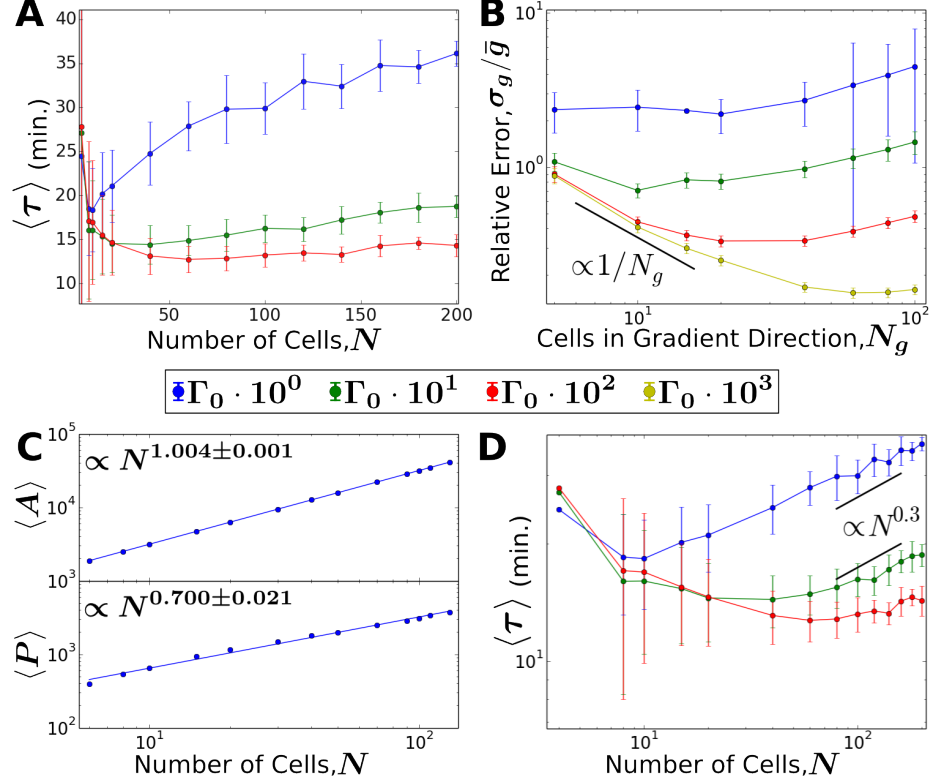 A
⟨τ⟩ (min.)
40
35
30
25
20
15
10
50
100
150
200
Number of Cells, N
B
Relative Error, σ_g/ḡ
10^1
10^0
∝1/N_g
10^1
10^2
Cells in Gradient Direction, N_g
Γ_0 · 10^0
Γ_0 · 10^1
Γ_0 · 10^2
Γ_0 · 10^3
C
⟨A⟩
10^5
10^4
10^3
∝ N^1.004±0.001
⟨P⟩
10^3
10^2
∝ N^0.700±0.021
10^1
10^2
Number of Cells, N
D
⟨τ⟩ (min.)
10^1
∝N^0.3
10^1
10^2
Number of Cells, N